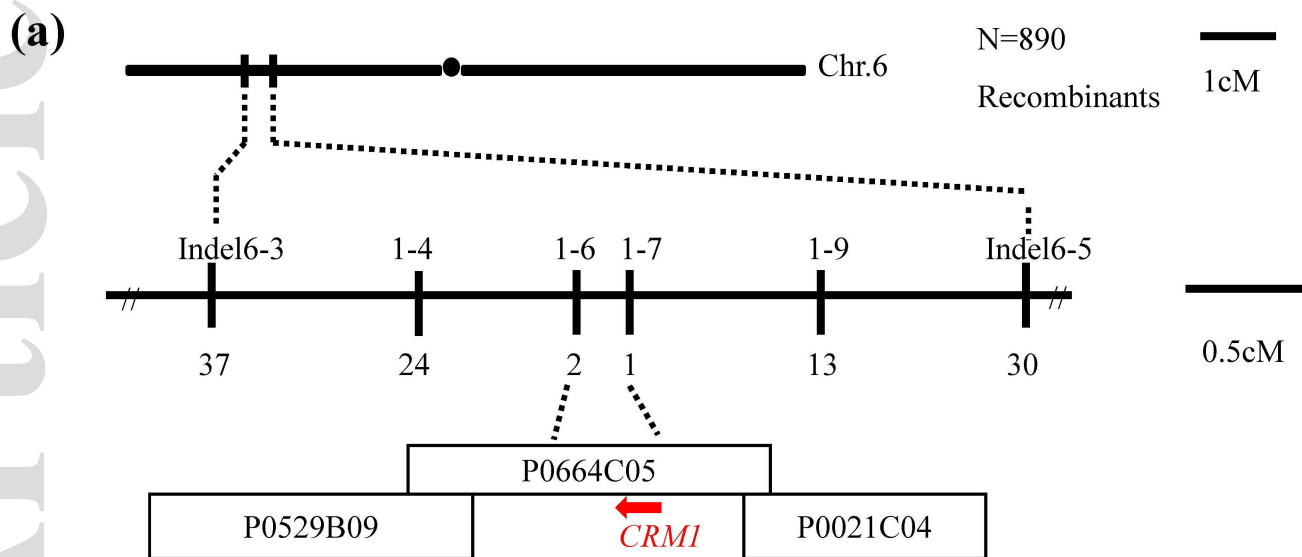 (a)
Chr.6
N=890
Recombinants
1cM
Indel6-3 1-4 1-6 1-7 1-9 Indel6-5
// //
37 24 2 1 13 30
0.5cM
P0664C05
P0529B09 CRM1 P0021C04